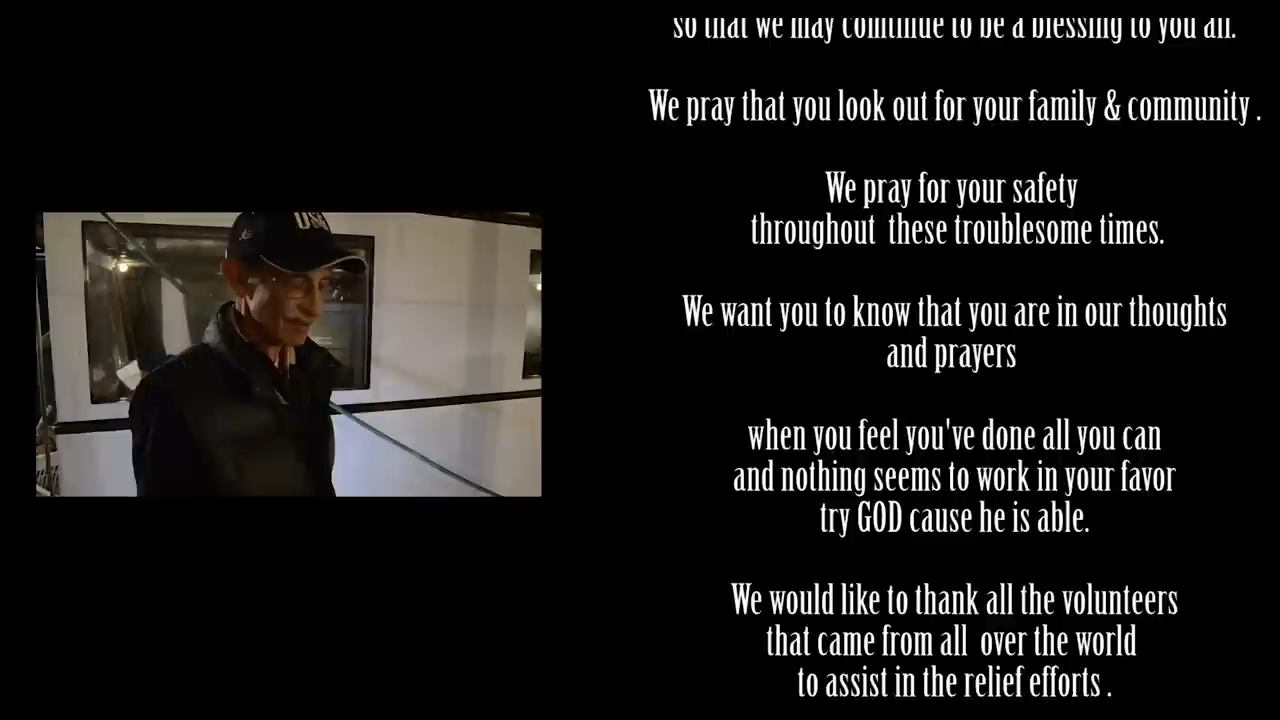 so that we may continue to be a blessing to you all.
We pray that you look out for your family & community .
We pray for your safety
throughout these troublesome times.
We want you to know that you are in our thoughts
and prayers
when you feel you've done all you can
and nothing seems to work in your favor
try GOD cause he is able.
We would like to thank all the volunteers
that came from all over the world
to assist in the relief efforts .
USA